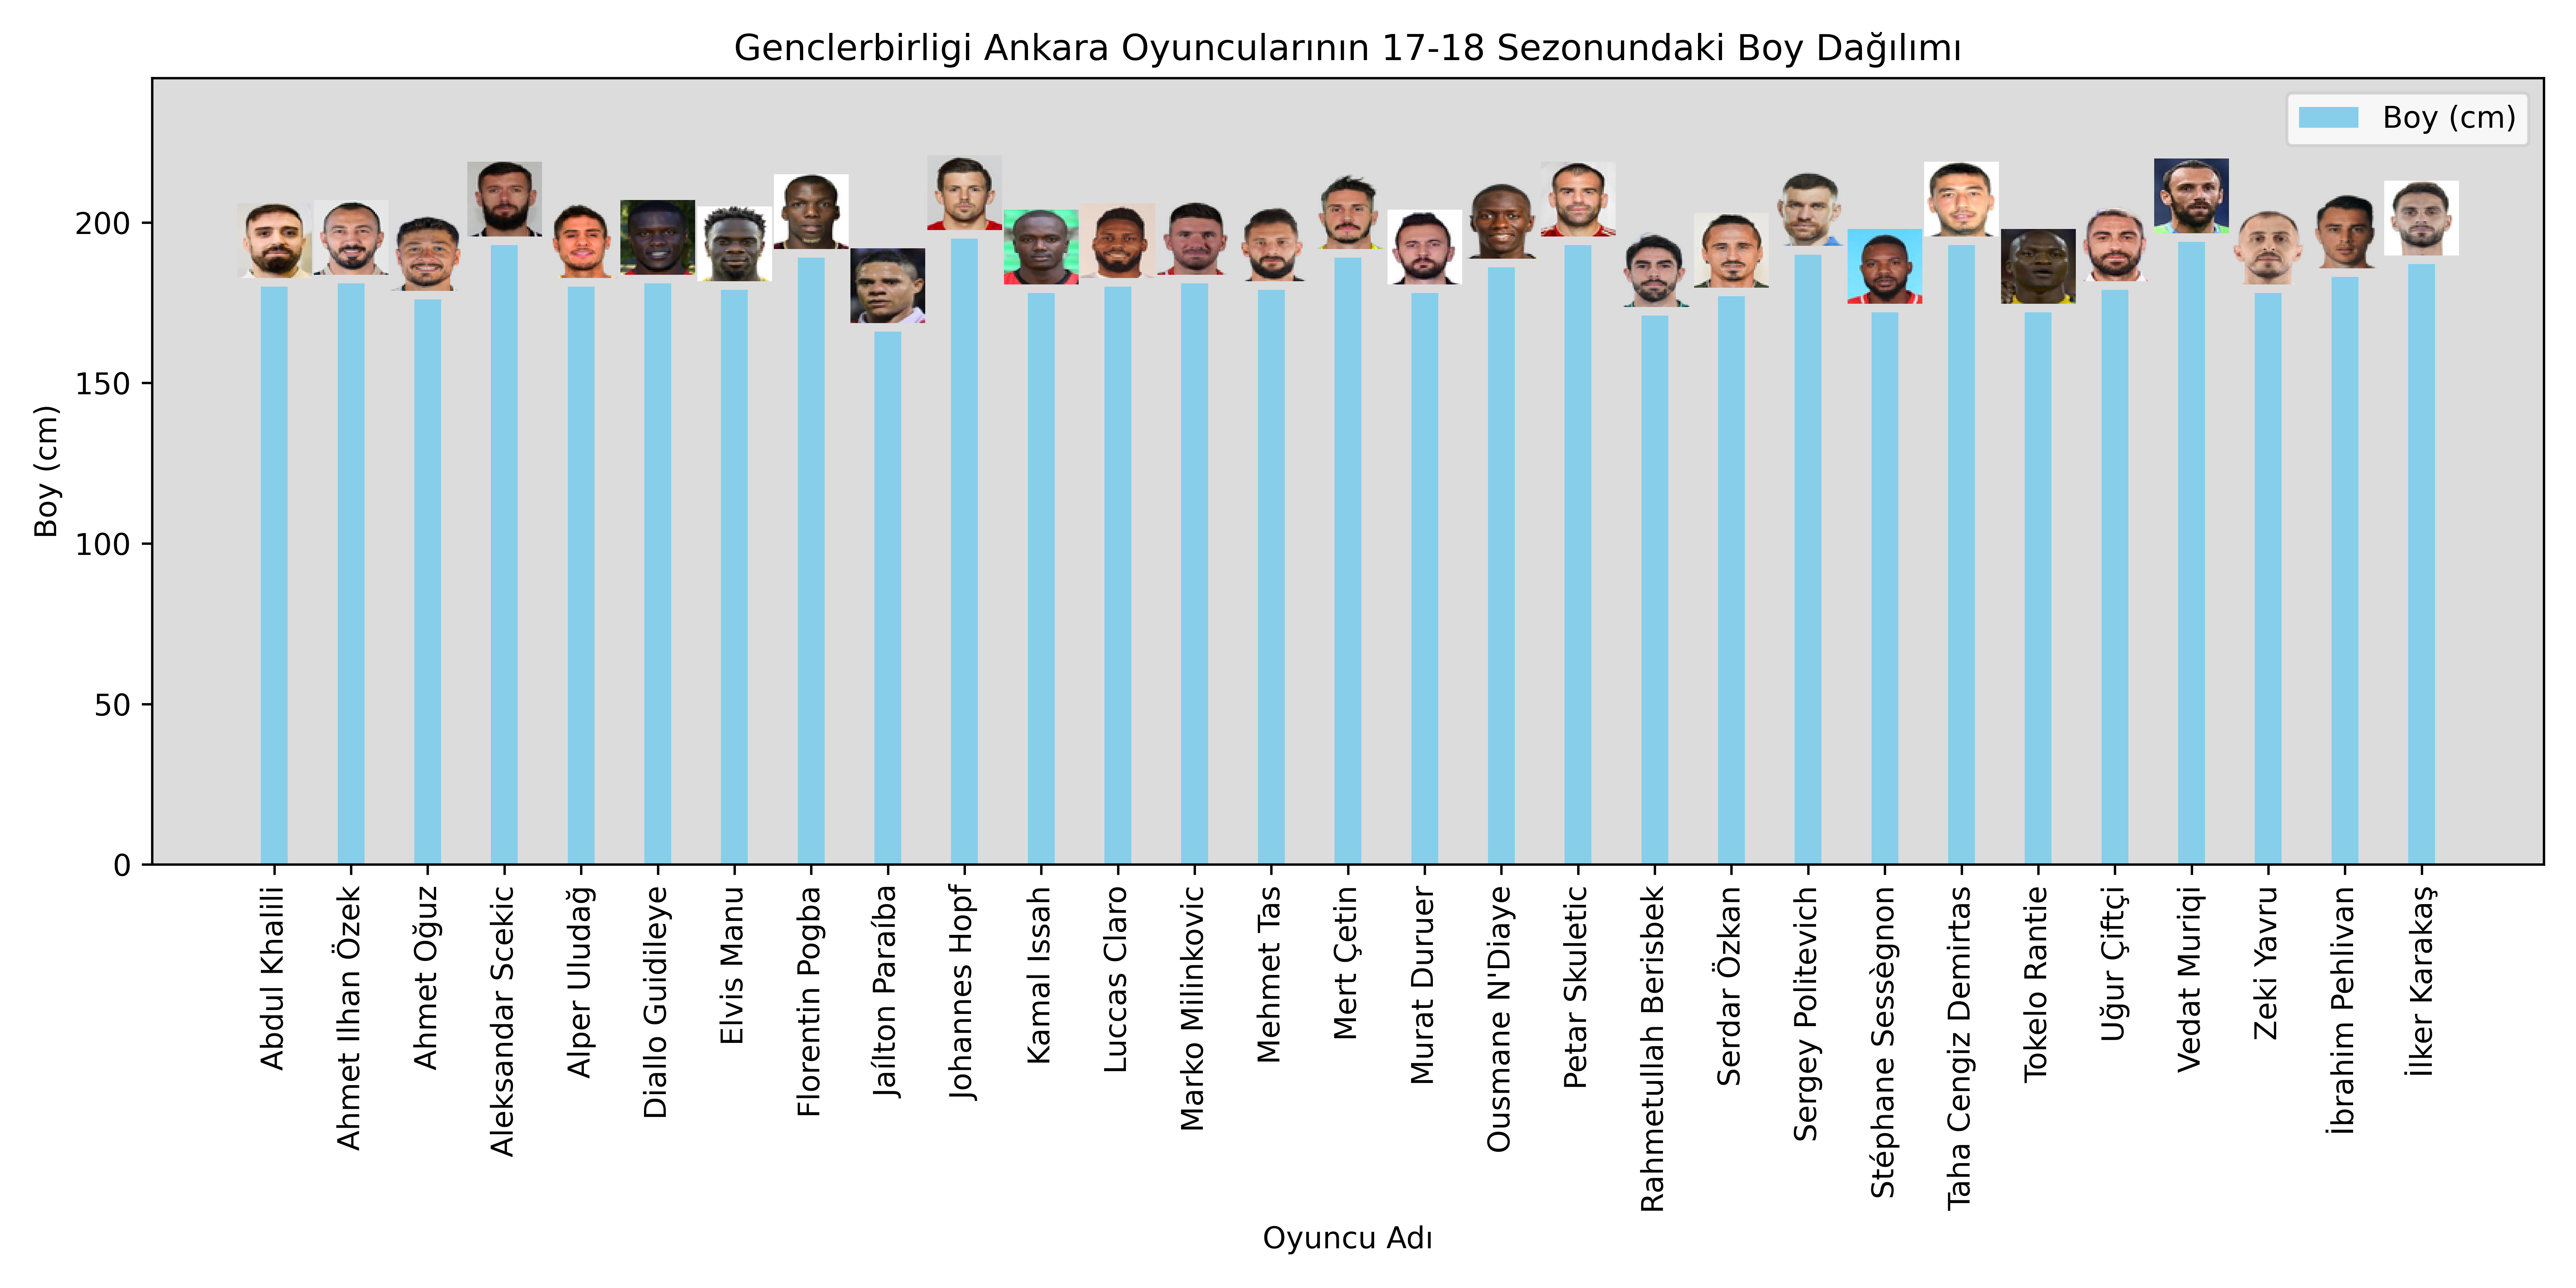 Genclerbirligi Ankara Oyuncularının 17-18 Sezonundaki Boy Dağılımı
Boy (cm)
Boy (cm)
200
150
100
50
0
Abdul Khalili
Ahmet Ilhan Özek
Ahmet Oğuz
Aleksandar Scekic
Alper Uludağ
Diallo Guidileye
Elvis Manu
Florentin Pogba
Jaílton Paraíba
Johannes Hopf
Kamal Issah
Luccas Claro
Marko Milinkovic
Mehmet Tas
Mert Çetin
Murat Duruer
Ousmane N'Diaye
Petar Skuletic
Rahmetullah Berisbek
Serdar Özkan
Sergey Politevich
Stéphane Sessègnon
Taha Cengiz Demirtas
Tokelo Rantie
Uğur Çiftçi
Vedat Muriqi
Zeki Yavru
İbrahim Pehlivan
İlker Karakaş
Oyuncu Adı